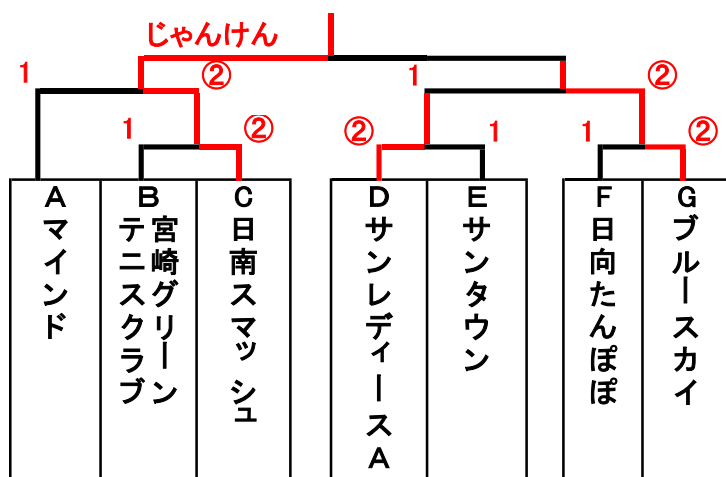 じゃんけん
1
②
1
②
1
②
1
②
②
1
1
②
A
マインド
B
宮崎グリーン
テニスクラブ
C
日南スマッシュ
D
サンレディースA
E
サンタウン
F
日向たんぽぽ
G
ブルースカイ